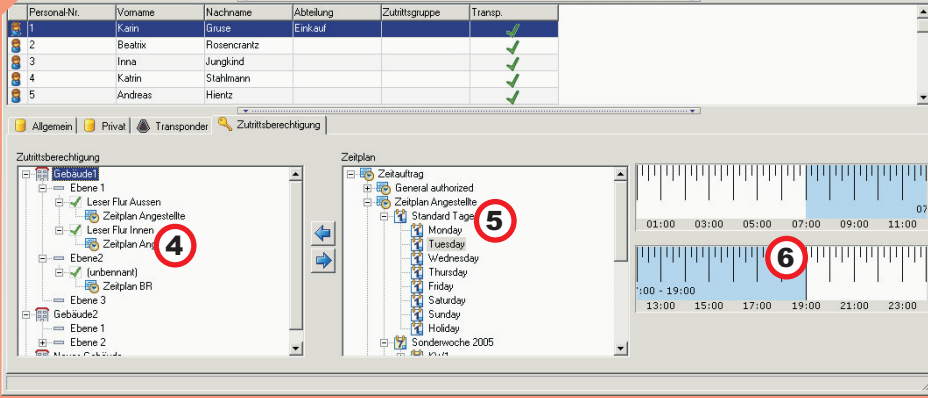 Personal-Nr. Vorname Nachname Abteilung Zutrittsgruppe Transp.
1 Karin Gruse Einkauf
2 Beatrix Rosencrantz
3 Inna Jungkind
4 Katrin Stahlmann
5 Andreas Hientz
Allgemein Privat Transponder Zutrittsberechtigung
Zutrittsberechtigung
Gebäude1
Ebene 1
Leser Flur Aussen
Zeitplan Angestellte
Leser Flur Innen
Zeitplan Ang
4
Ebene2
(unbennant)
Zeitplan BR
Ebene 3
Gebäude2
Ebene 1
Ebene 2
Neues Gebäude
Zeitplan
Zeitauftrag
General authorized
Zeitplan Angestellte
Standard Tage
5
Monday
Tuesday
Wednesday
Thursday
Friday
Saturday
Sunday
Holiday
Sonderwoche 2005
KW1
07
01:00 03:00 05:00 07:00 09:00 11:00
6
:00 - 19:00
13:00 15:00 17:00 19:00 21:00 23:00